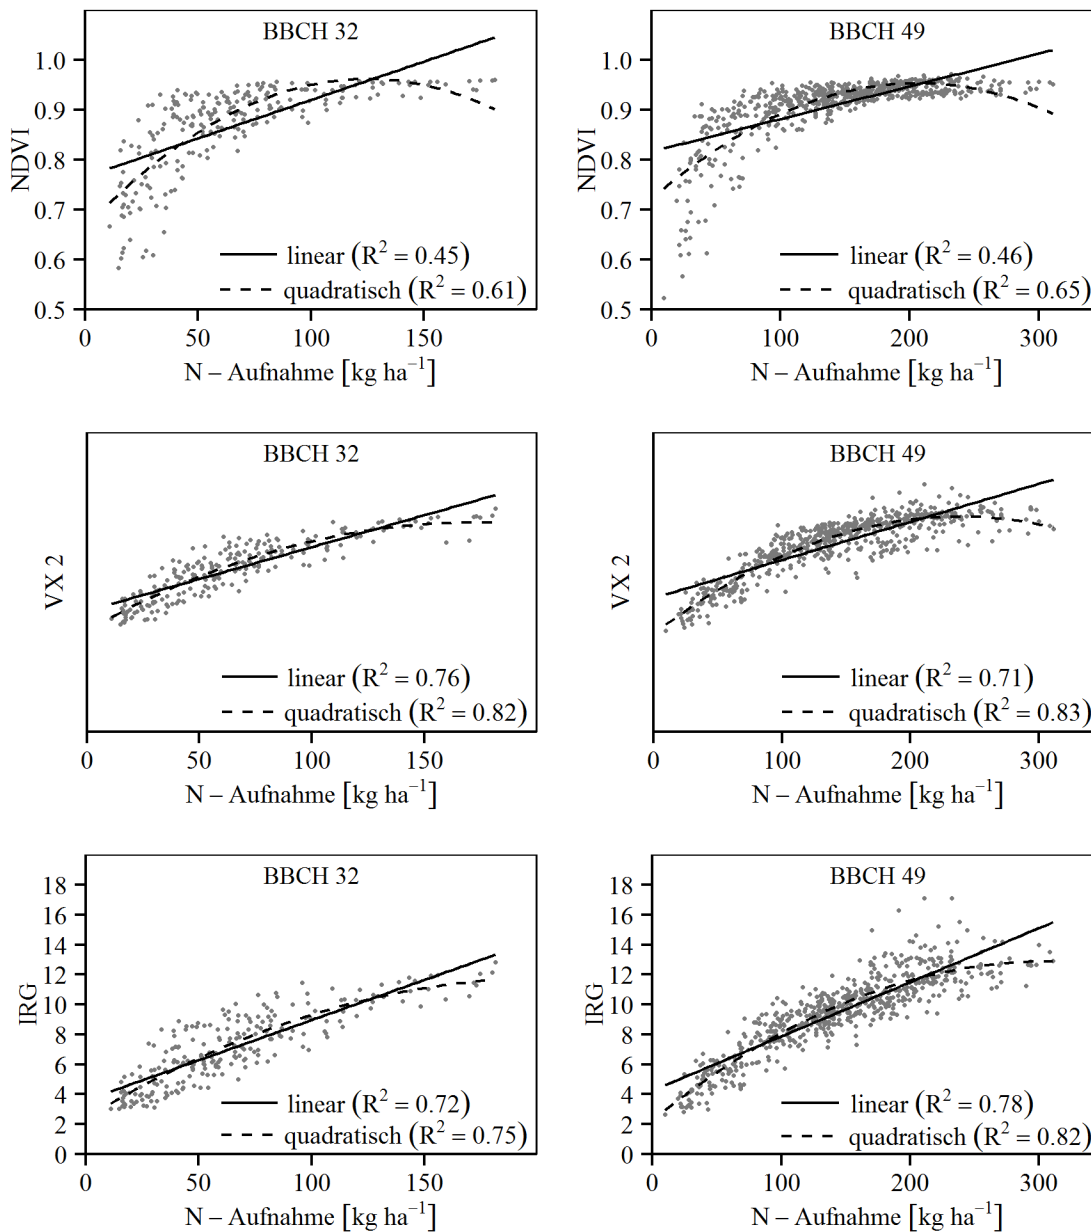 BBCH 32
1.0
0.9
0.8
0.7
0.6
0.5
NDVI
linear (R² = 0.45)
quadratisch (R² = 0.61)
0 50 100 150
N – Aufnahme [kg ha⁻¹]
BBCH 49
1.0
0.9
0.8
0.7
0.6
0.5
NDVI
linear (R² = 0.46)
quadratisch (R² = 0.65)
0 100 200 300
N – Aufnahme [kg ha⁻¹]
BBCH 32
VX 2
linear (R² = 0.76)
quadratisch (R² = 0.82)
0 50 100 150
N – Aufnahme [kg ha⁻¹]
BBCH 49
VX 2
linear (R² = 0.71)
quadratisch (R² = 0.83)
0 100 200 300
N – Aufnahme [kg ha⁻¹]
BBCH 32
18
16
14
12
10
8
6
4
2
0
IRG
linear (R² = 0.72)
quadratisch (R² = 0.75)
0 50 100 150
N – Aufnahme [kg ha⁻¹]
BBCH 49
18
16
14
12
10
8
6
4
2
0
IRG
linear (R² = 0.78)
quadratisch (R² = 0.82)
0 100 200 300
N – Aufnahme [kg ha⁻¹]